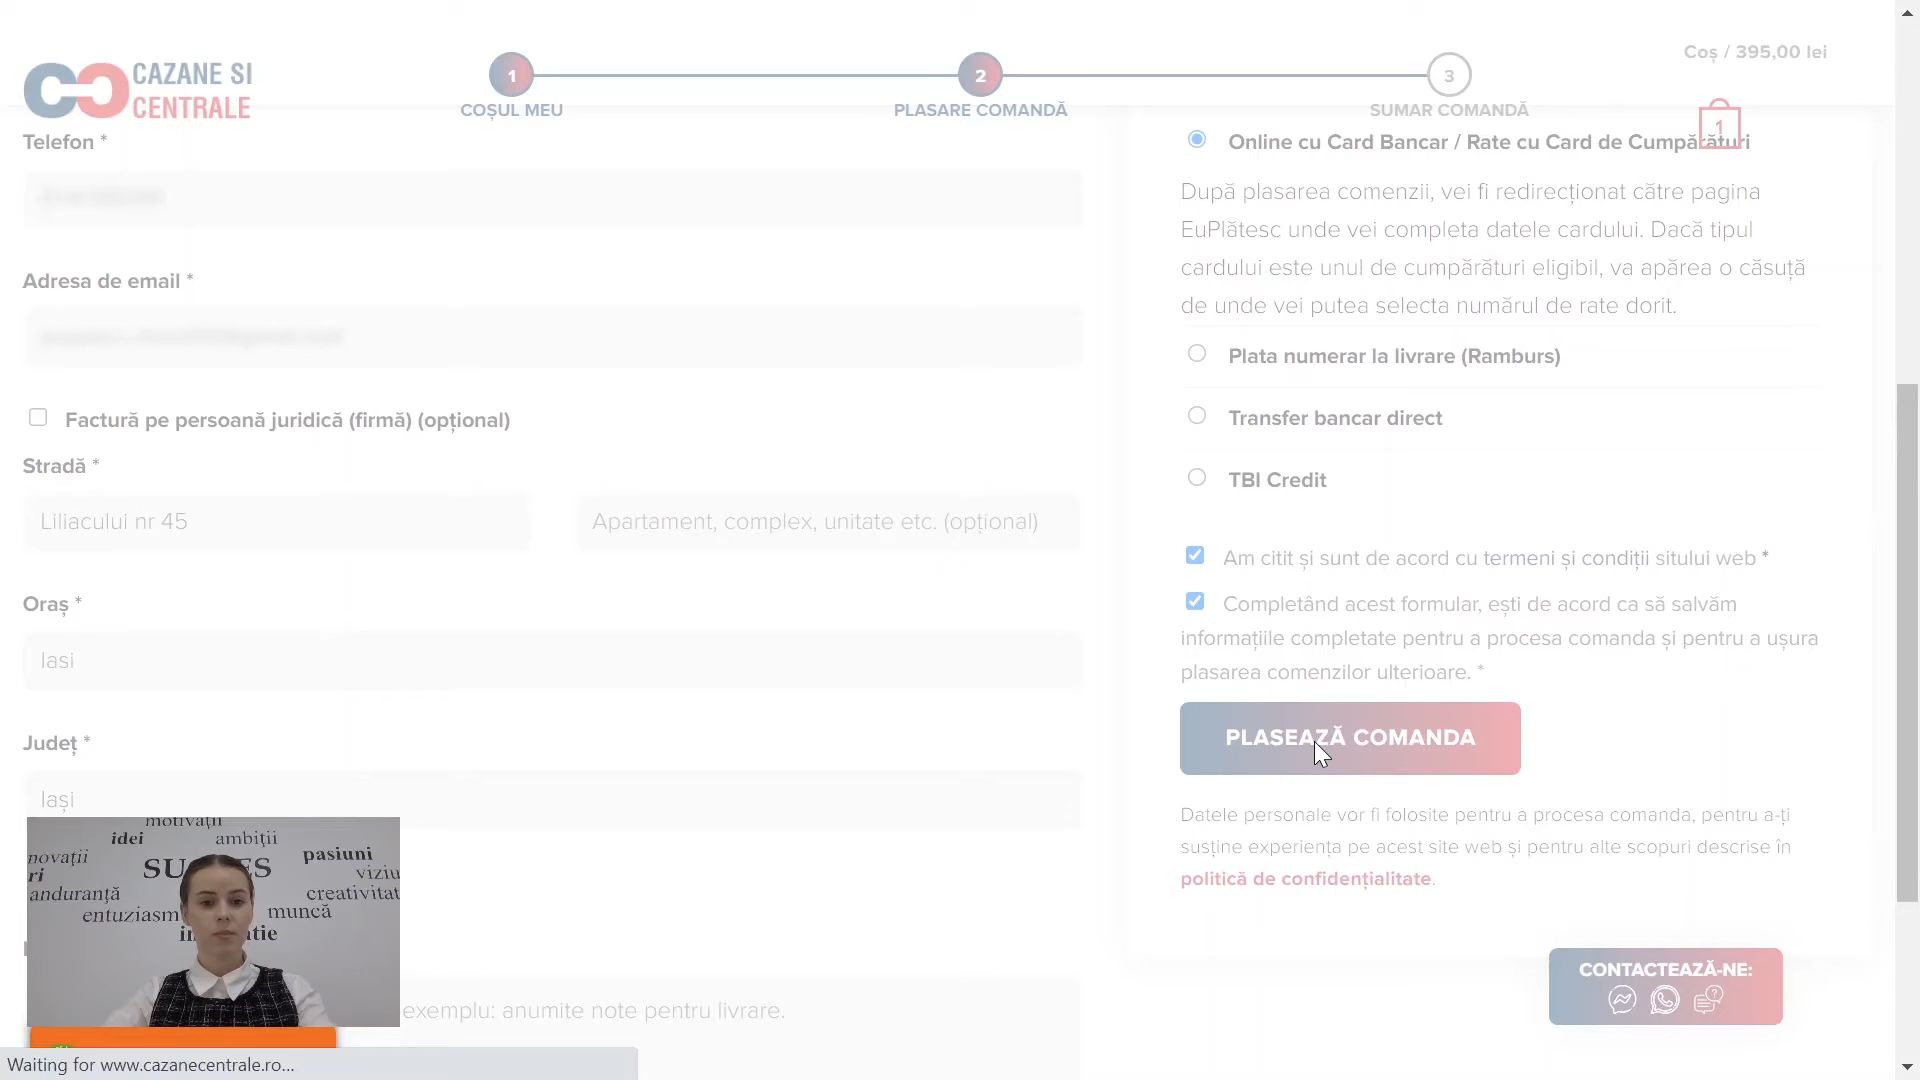 CAZANE SI
CENTRALE
1
COȘUL MEU
2
PLASARE COMANDĂ
3
SUMAR COMANDĂ
Coș / 395,00 lei
1
Telefon *
Adresa de email *
Factură pe persoană juridică (firmă) (opțional)
Stradă *
Liliacului nr 45
Apartament, complex, unitate etc. (opțional)
Oraș *
Iasi
Județ *
Iași
exemplu: anumite note pentru livrare.
Online cu Card Bancar / Rate cu Card de Cumpărături
După plasarea comenzii, vei fi redirecționat către pagina
EuPlătesc unde vei completa datele cardului. Dacă tipul
cardului este unul de cumpărături eligibil, va apărea o căsuță
de unde vei putea selecta numărul de rate dorit.
Plata numerar la livrare (Ramburs)
Transfer bancar direct
TBI Credit
Am citit și sunt de acord cu termeni și condiții sitului web *
Completând acest formular, ești de acord ca să salvăm
informațiile completate pentru a procesa comanda și pentru a ușura
plasarea comenzilor ulterioare. *
PLASEAZĂ COMANDA
Datele personale vor fi folosite pentru a procesa comanda, pentru a-ți
susține experiența pe acest site web și pentru alte scopuri descrise în
politică de confidențialitate.
CONTACTEAZĂ-NE:
motivații
idei ambiții
novații pasiuni
SU ES
ri viziu
anduranță creativitat
entuziasm muncă
in tie
Waiting for www.cazanecentrale.ro...